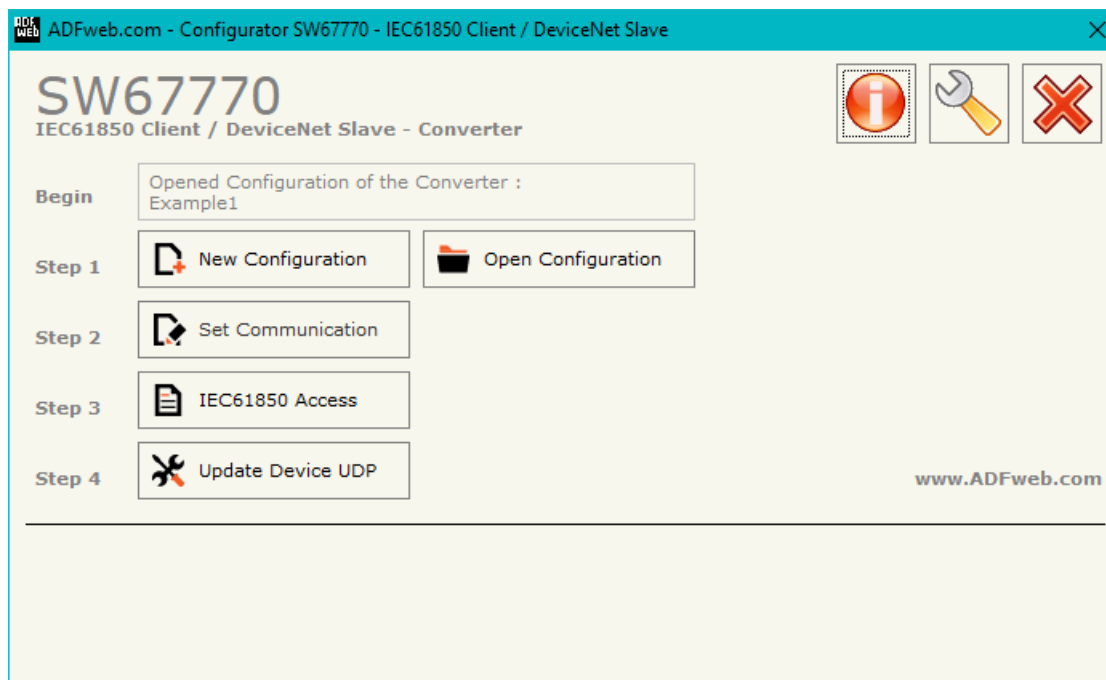 ADFweb.com - Configurator SW67770 - IEC61850 Client / DeviceNet Slave
SW67770
IEC61850 Client / DeviceNet Slave - Converter
Begin
Opened Configuration of the Converter :
Example1
Step 1
New Configuration
Open Configuration
Step 2
Set Communication
Step 3
IEC61850 Access
Step 4
Update Device UDP
www.ADFweb.com